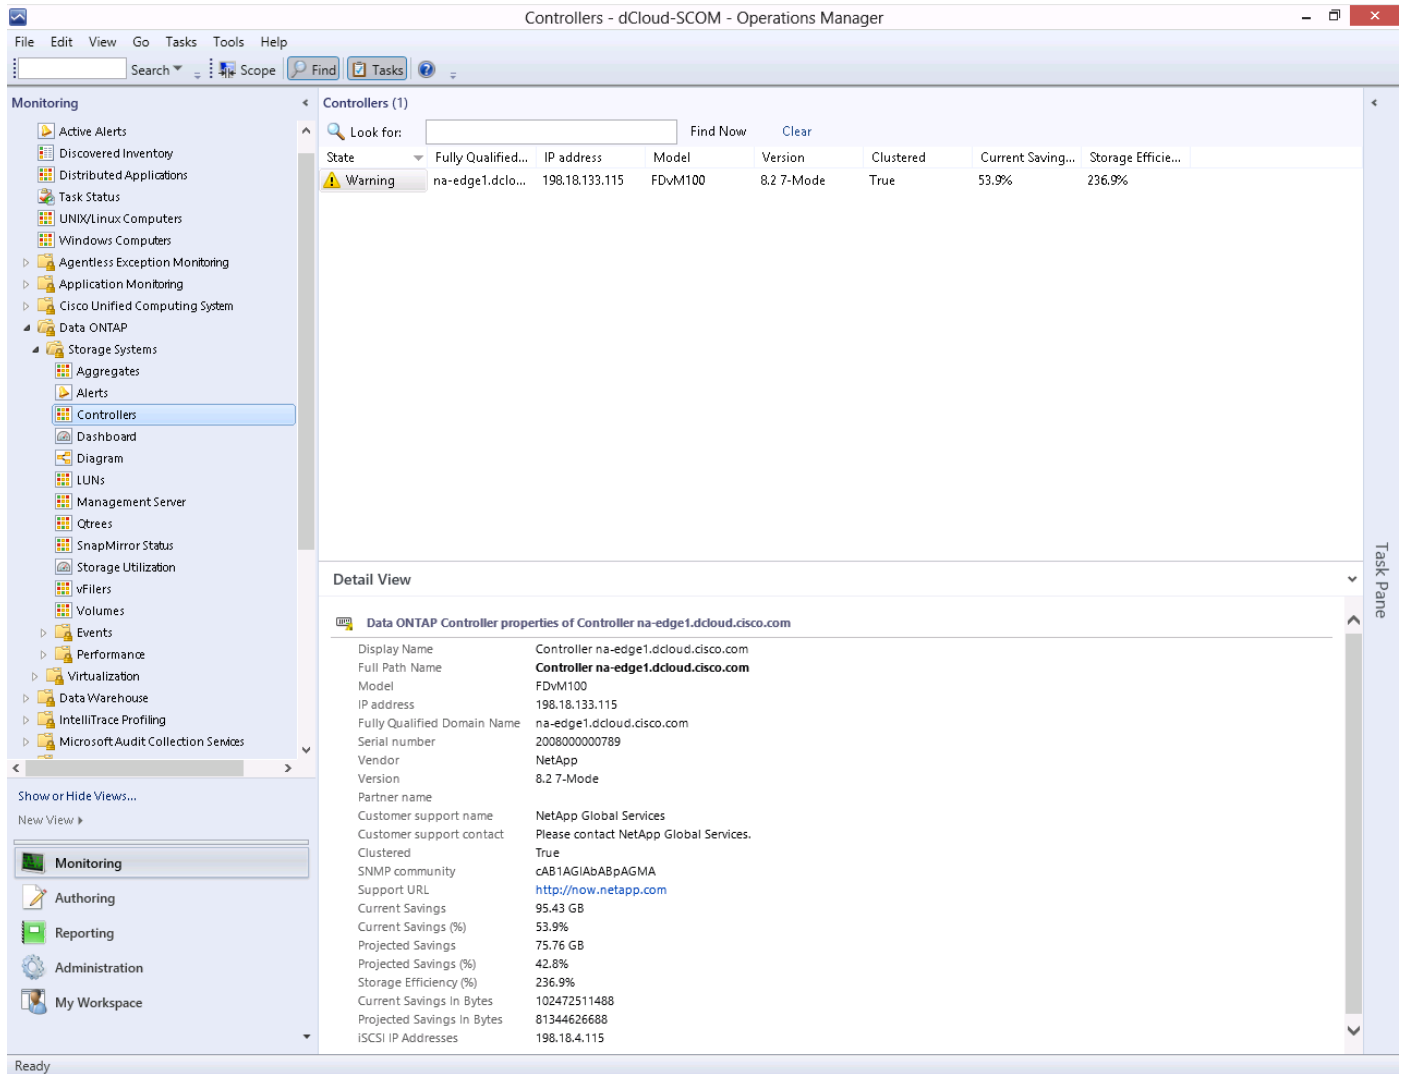 Controllers - dCloud-SCOM - Operations Manager
File Edit View Go Tasks Tools Help
Search Scope Find Tasks
Monitoring
Active Alerts
Discovered Inventory
Distributed Applications
Task Status
UNIX/Linux Computers
Windows Computers
Agentless Exception Monitoring
Application Monitoring
Cisco Unified Computing System
Data ONTAP
Storage Systems
Aggregates
Alerts
Controllers
Dashboard
Diagram
LUNs
Management Server
Qtrees
SnapMirror Status
Storage Utilization
vFilers
Volumes
Events
Performance
Virtualization
Data Warehouse
IntelliTrace Profiling
Microsoft Audit Collection Services
Show or Hide Views...
New View
Monitoring
Authoring
Reporting
Administration
My Workspace
Controllers (1)
Look for: Find Now Clear
State Fully Qualified... IP address Model Version Clustered Current Saving... Storage Efficie...
Warning na-edge1.dclo... 198.18.133.115 FDvM100 8.2 7-Mode True 53.9% 236.9%
Detail View
Data ONTAP Controller properties of Controller na-edge1.dcloud.cisco.com
Display Name Controller na-edge1.dcloud.cisco.com
Full Path Name Controller na-edge1.dcloud.cisco.com
Model FDvM100
IP address 198.18.133.115
Fully Qualified Domain Name na-edge1.dcloud.cisco.com
Serial number 2008000000789
Vendor NetApp
Version 8.2 7-Mode
Partner name
Customer support name NetApp Global Services
Customer support contact Please contact NetApp Global Services.
Clustered True
SNMP community cAB1AGIAbABpAGMA
Support URL http://now.netapp.com
Current Savings 95.43 GB
Current Savings (%) 53.9%
Projected Savings 75.76 GB
Projected Savings (%) 42.8%
Storage Efficiency (%) 236.9%
Current Savings In Bytes 102472511488
Projected Savings In Bytes 81344626688
iSCSI IP Addresses 198.18.4.115
Task Pane
Ready